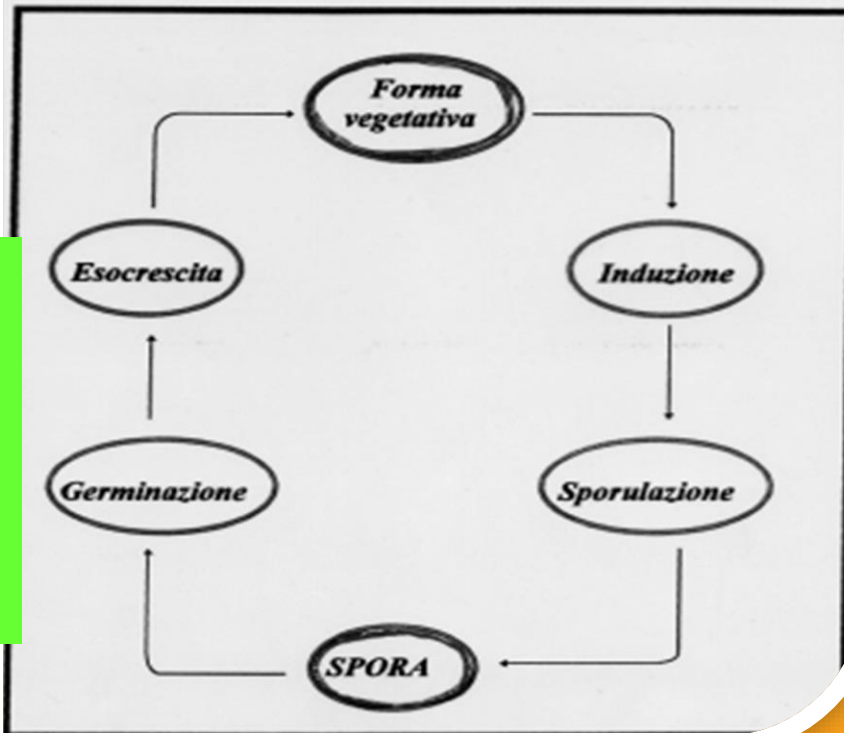 Forma
vegetativa
Esocrescita
Induzione
Germinazione
Sporulazione
SPORA